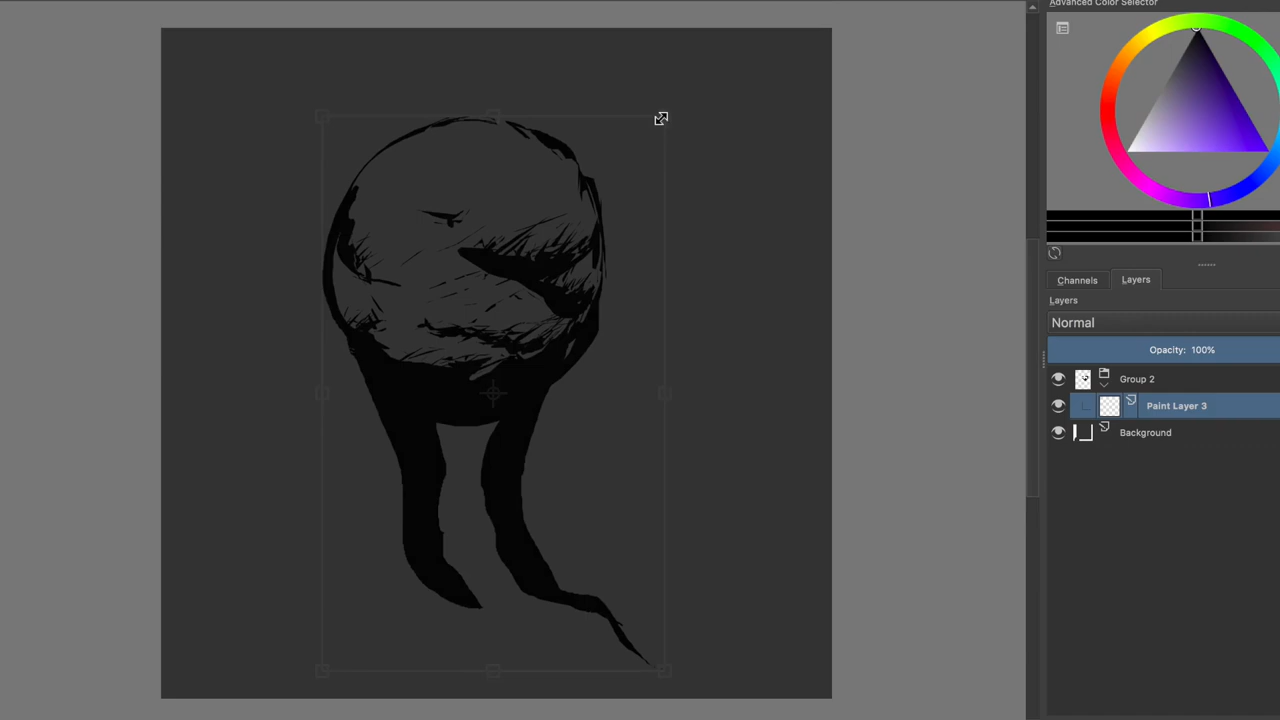 Advanced Color Selector
Channels
Layers
Layers
Normal
Opacity: 100%
Group 2
Paint Layer 3
Background